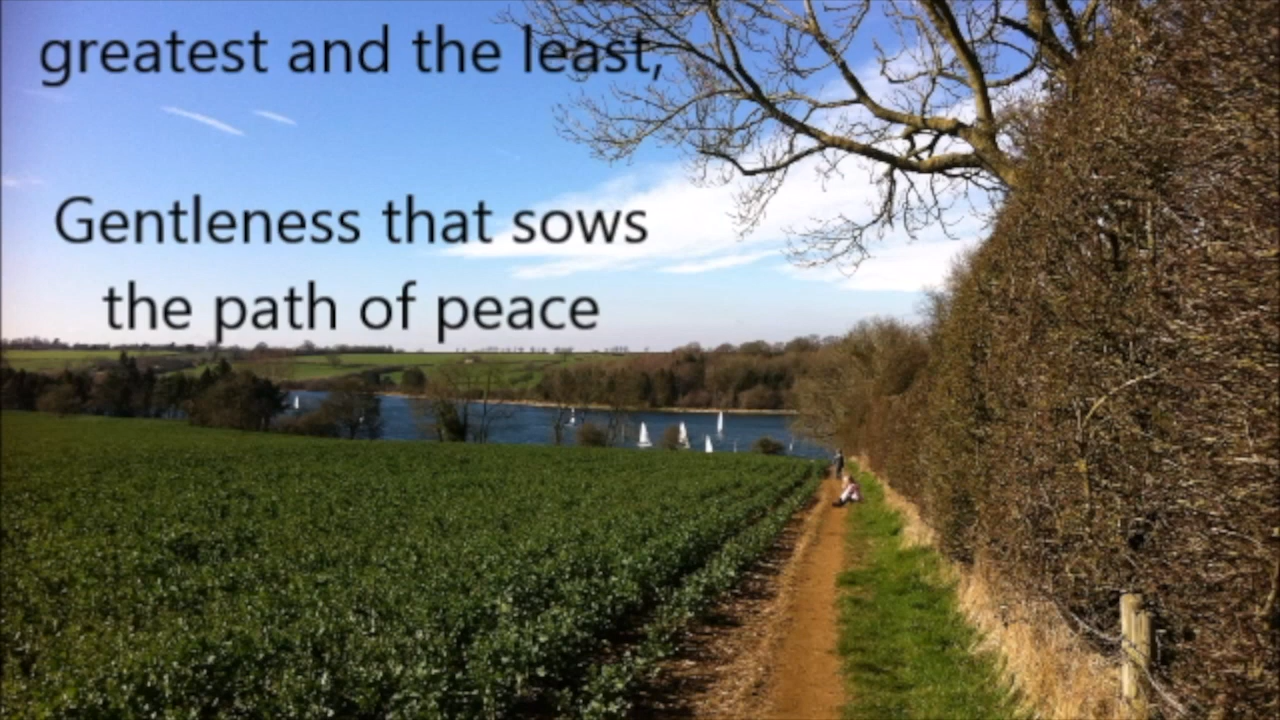 greatest and the least,
Gentleness that sows
the path of peace